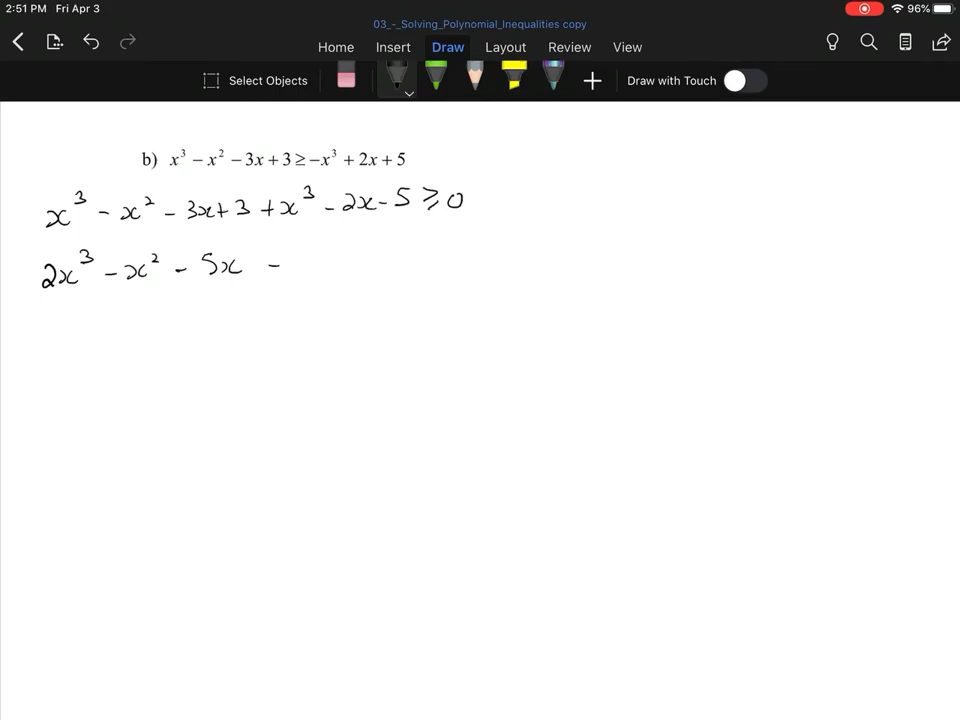 2:51 PM Fri Apr 3
96%
03_-_Solving_Polynomial_Inequalities copy
Home Insert Draw Layout Review View
Select Objects
Draw with Touch
b) x³ − x² − 3x + 3 ≥ −x³ + 2x + 5
x³ − x² − 3x + 3 + x³ − 2x − 5 ≥ 0
2x³ − x² − 5x −